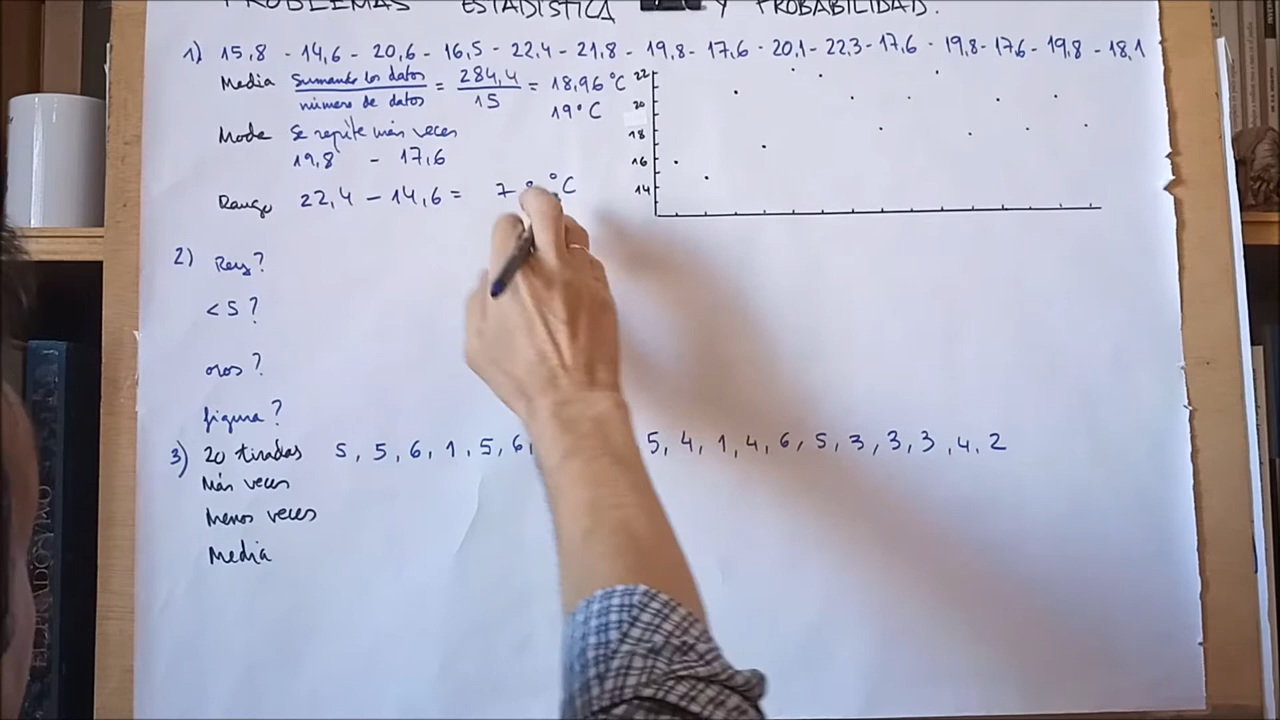 PROBLEMAS ESTADÍSTICA Y PROBABILIDAD.
1) 15,8 - 14,6 - 20,6 - 16,5 - 22,4 - 21,8 - 19,8 - 17,6 - 20,1 - 22,3 - 17,6 - 19,8 - 17,6 - 19,8 - 18,1
Media Sumando los datos / número de datos = 284,4 / 15 = 18,96 °C
19°C
Moda Se repite más veces
19,8 - 17,6
Rango 22,4 - 14,6 = 7 °C
22
20
18
16
14
2) Rey?
< 5?
oros?
figura?
3) 20 tiradas 5, 5, 6, 1, 5, 6, 5, 4, 1, 4, 6, 5, 3, 3, 3, 4, 2
Más veces
Menos veces
Media